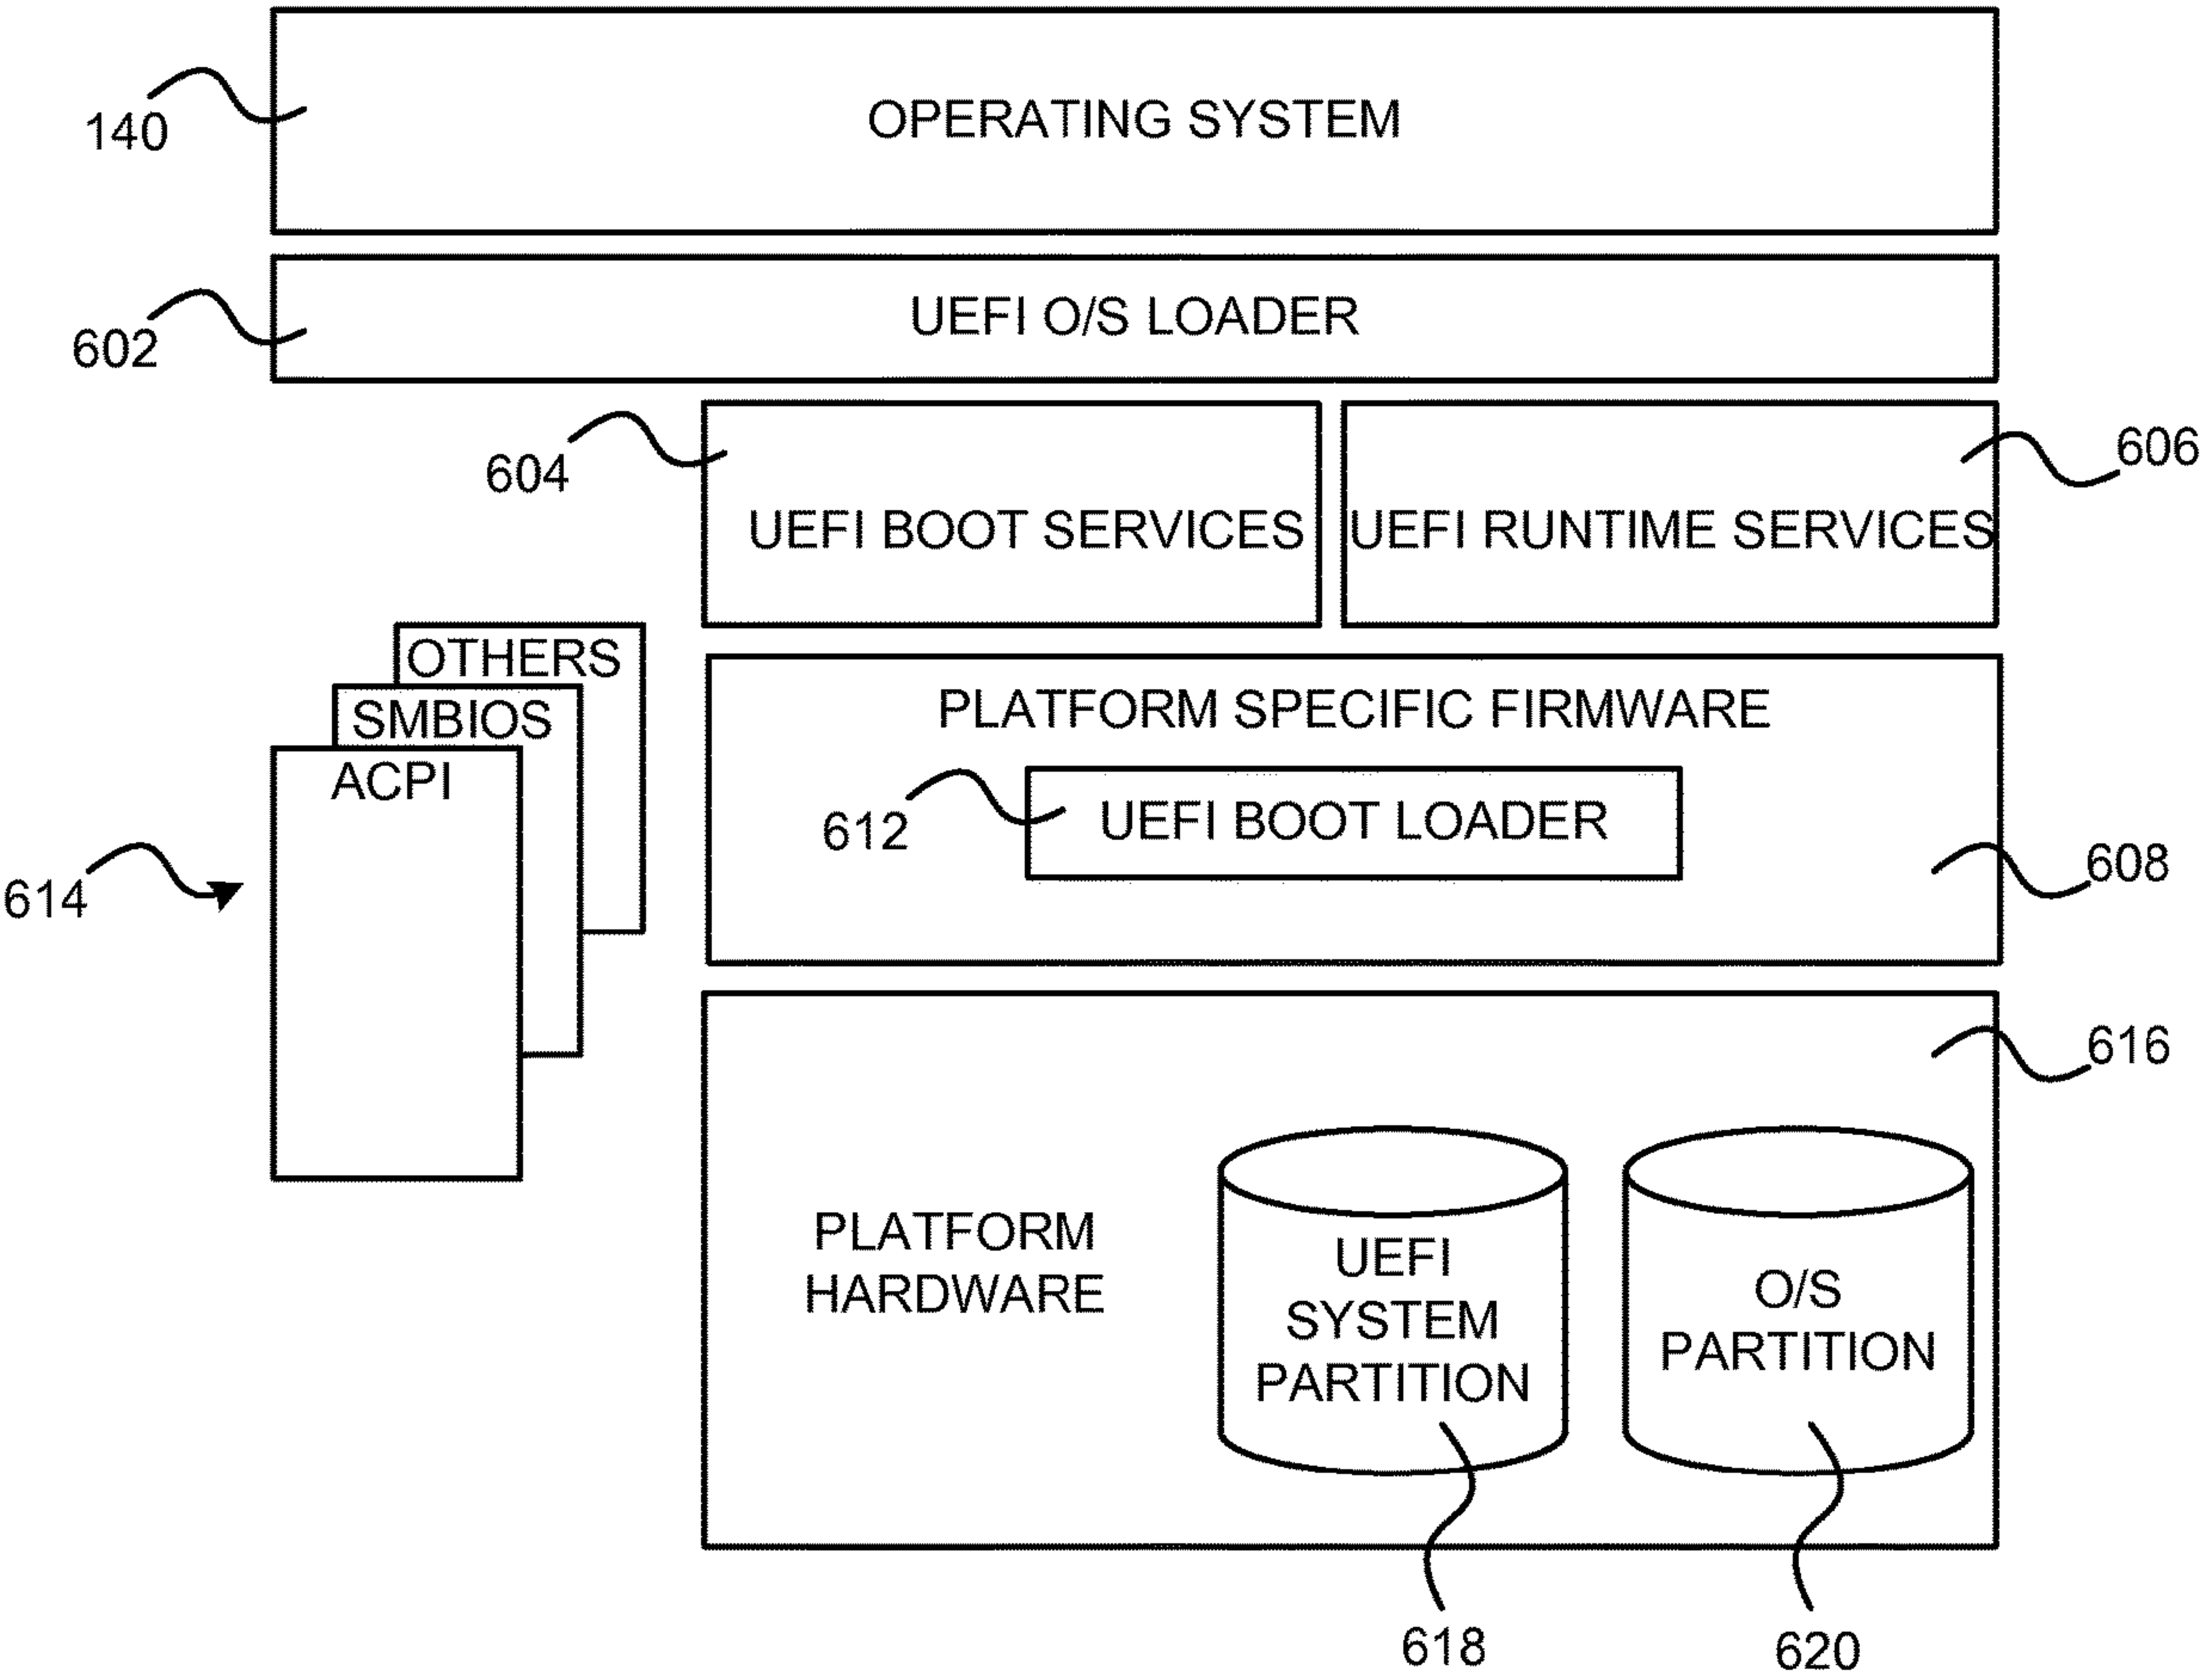 OPERATING SYSTEM
140
UEFI O/S LOADER
602
604
606
UEFI BOOT SERVICES
UEFI RUNTIME SERVICES
OTHERS
SMBIOS
ACPI
614
PLATFORM SPECIFIC FIRMWARE
612
UEFI BOOT LOADER
608
616
PLATFORM
HARDWARE
UEFI
SYSTEM
PARTITION
O/S
PARTITION
618
620